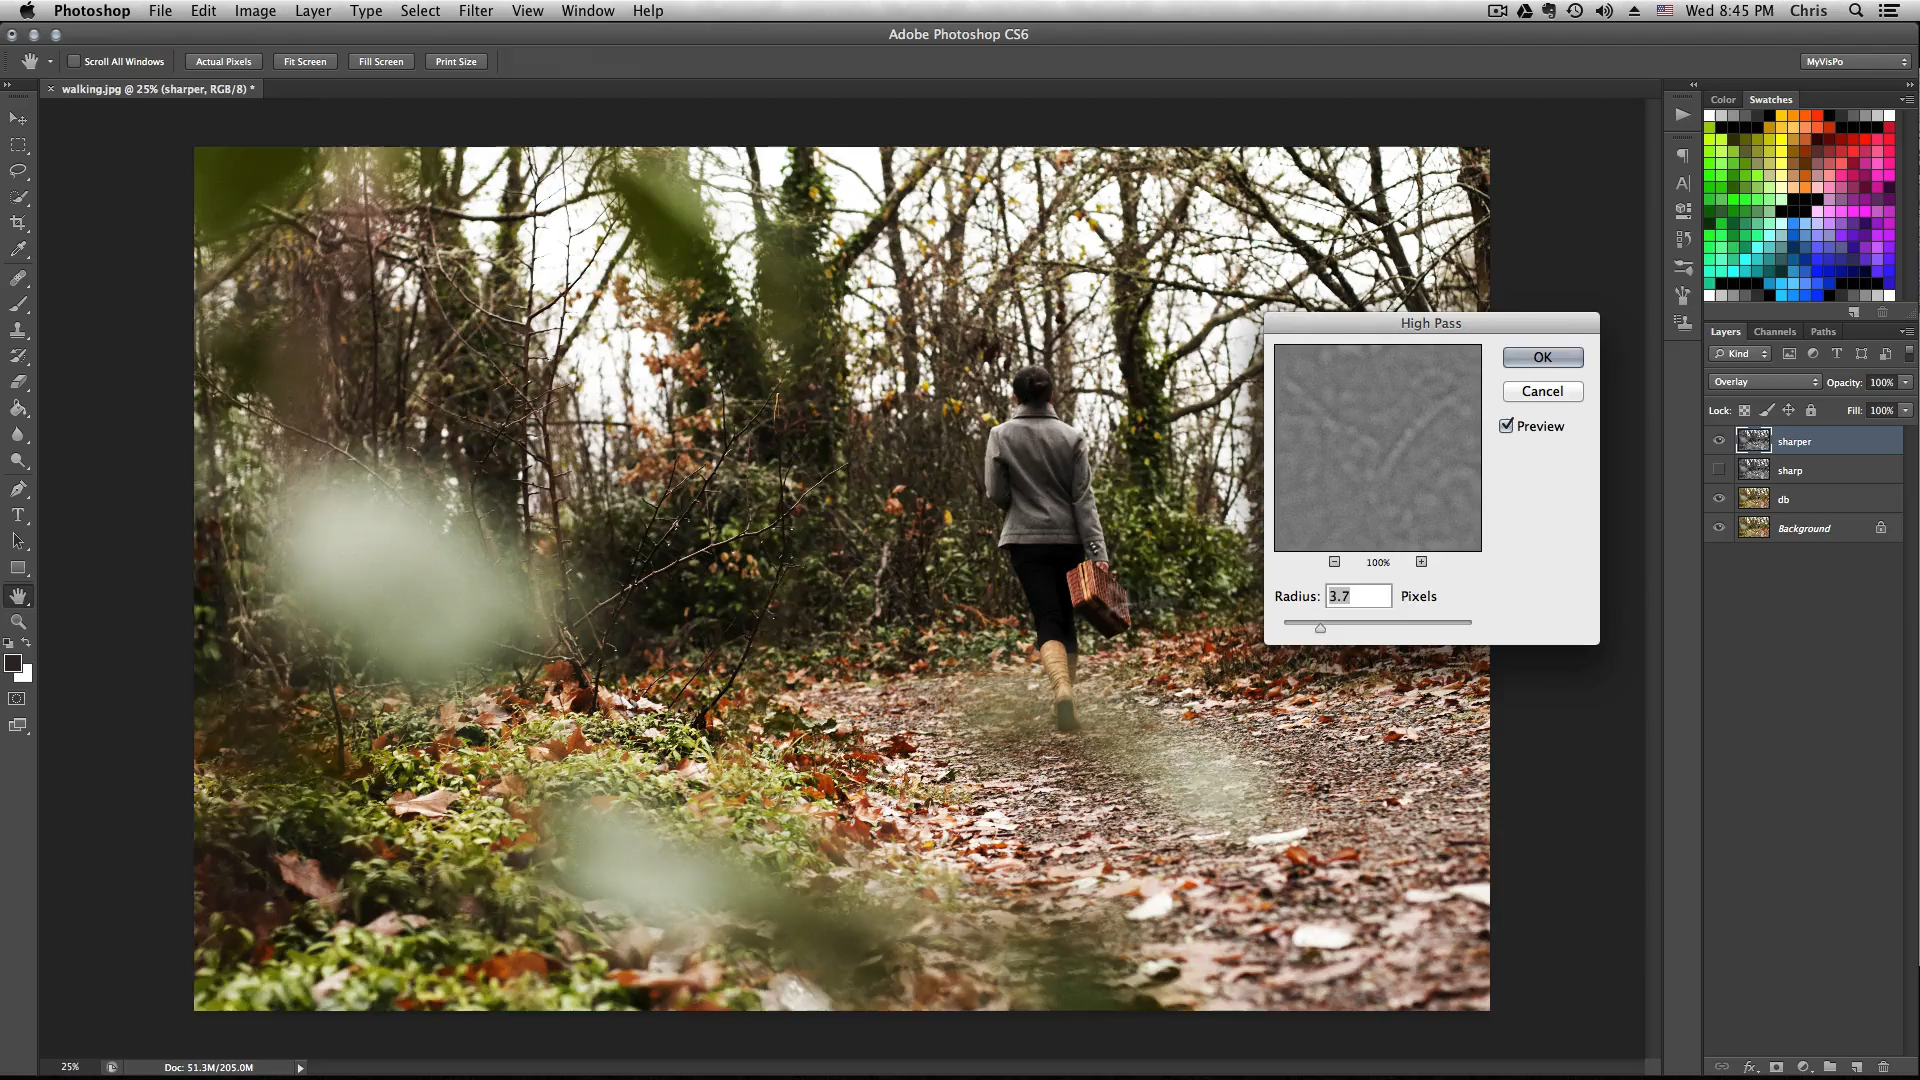 Photoshop File Edit Image Layer Type Select Filter View Window Help Wed 8:45 PM Chris
Adobe Photoshop CS6
Scroll All Windows Actual Pixels Fit Screen Fill Screen Print Size MyVisPo
walking.jpg @ 25% (sharper, RGB/8) *
Color Swatches
High Pass
OK
Cancel
Preview
100%
Radius: 3.7 Pixels
Layers Channels Paths
Kind
Overlay Opacity: 100%
Lock: Fill: 100%
sharper
sharp
db
Background
25% Doc: 51.3M/205.0M